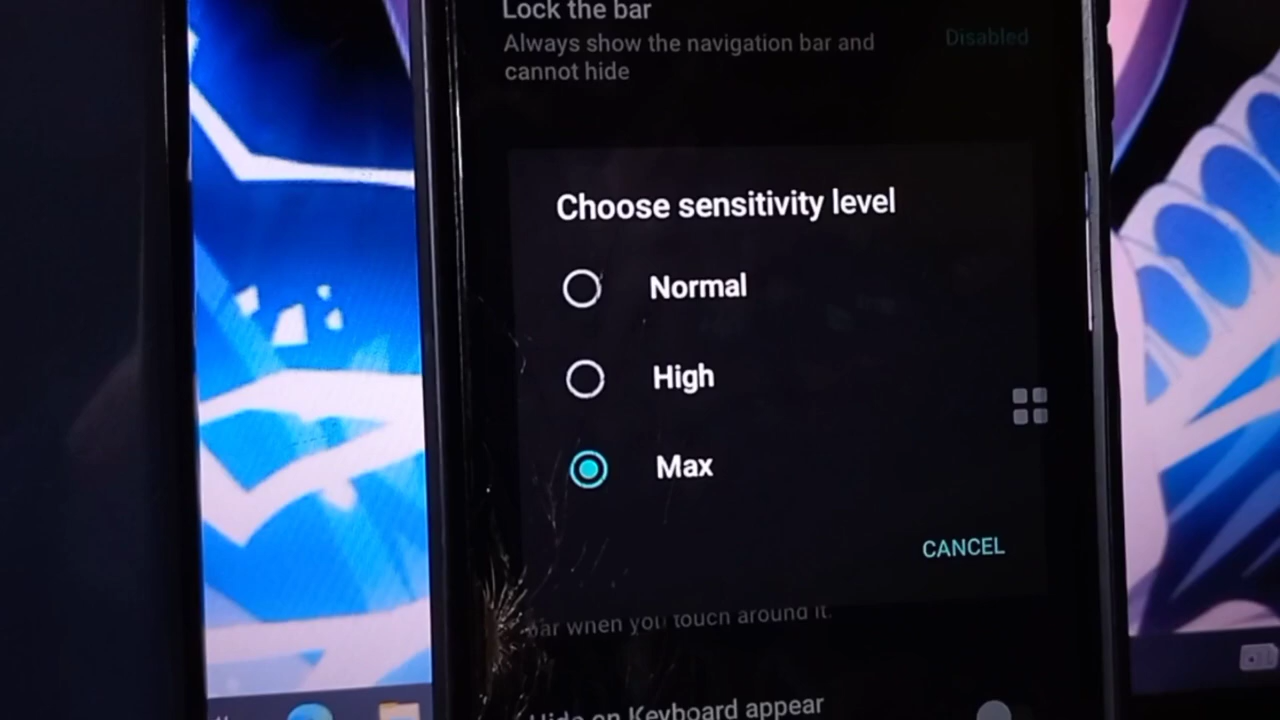 Lock the bar
Always show the navigation bar and
Disabled
cannot hide
Choose sensitivity level
Normal
High
Max
CANCEL
bar when you touch around it.
Hide on Keyboard appear